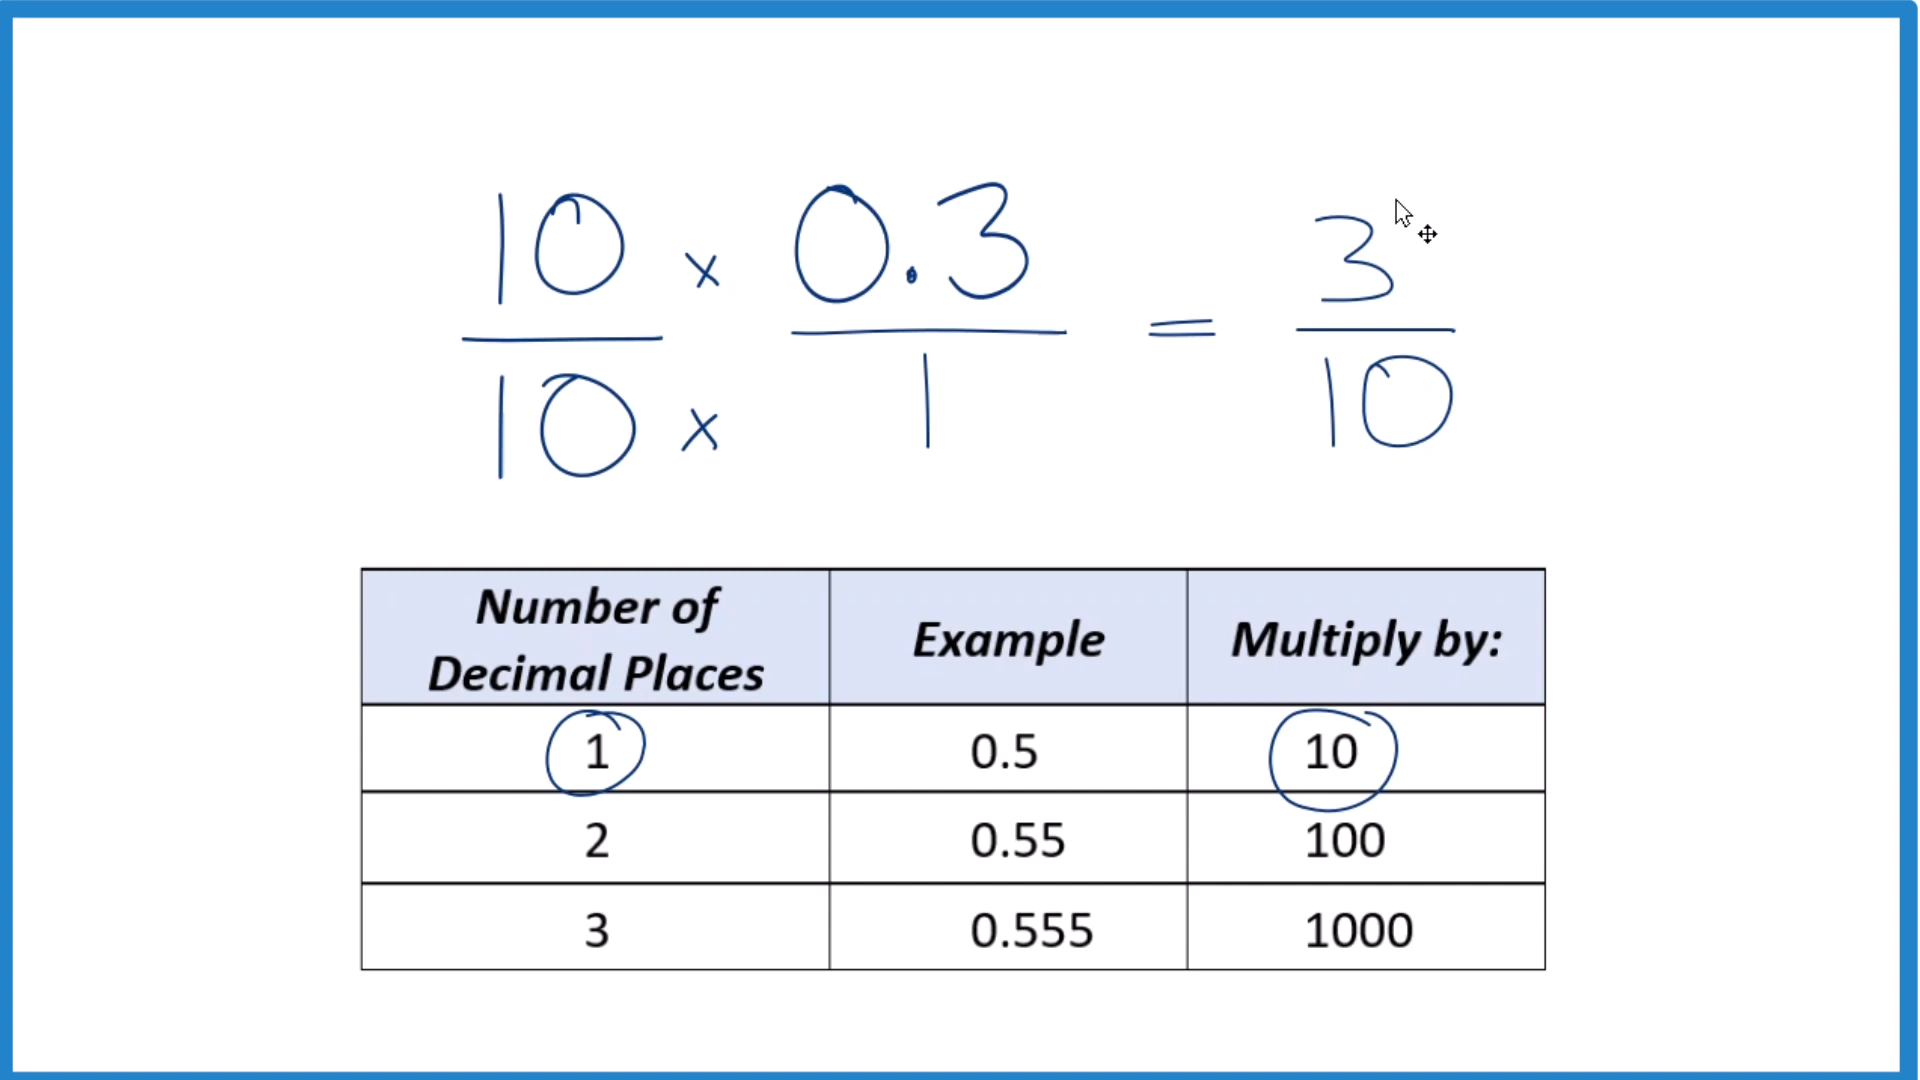 10 x 0.3 = 3
10 x 1 10
Number of Decimal Places Example Multiply by:
1 0.5 10
2 0.55 100
3 0.555 1000